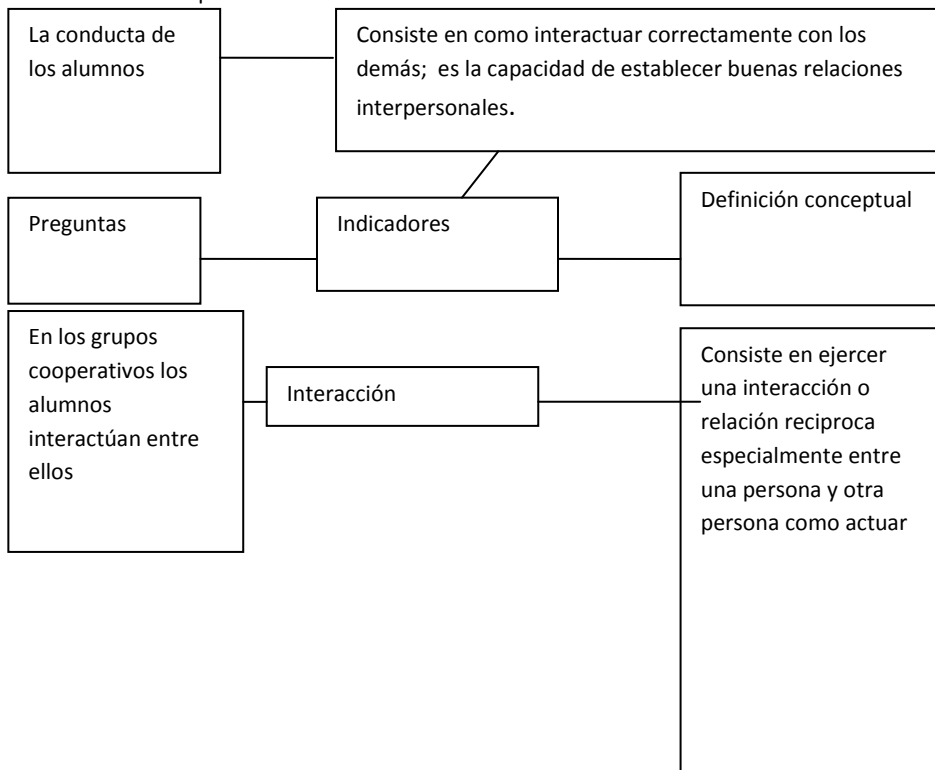 La conducta de
los alumnos
Consiste en como interactuar correctamente con los
demás; es la capacidad de establecer buenas relaciones
interpersonales.
Preguntas
Indicadores
Definición conceptual
En los grupos
cooperativos los
alumnos
interactúan entre
ellos
Interacción
Consiste en ejercer
una interacción o
relación reciproca
especialmente entre
una persona y otra
persona como actuar